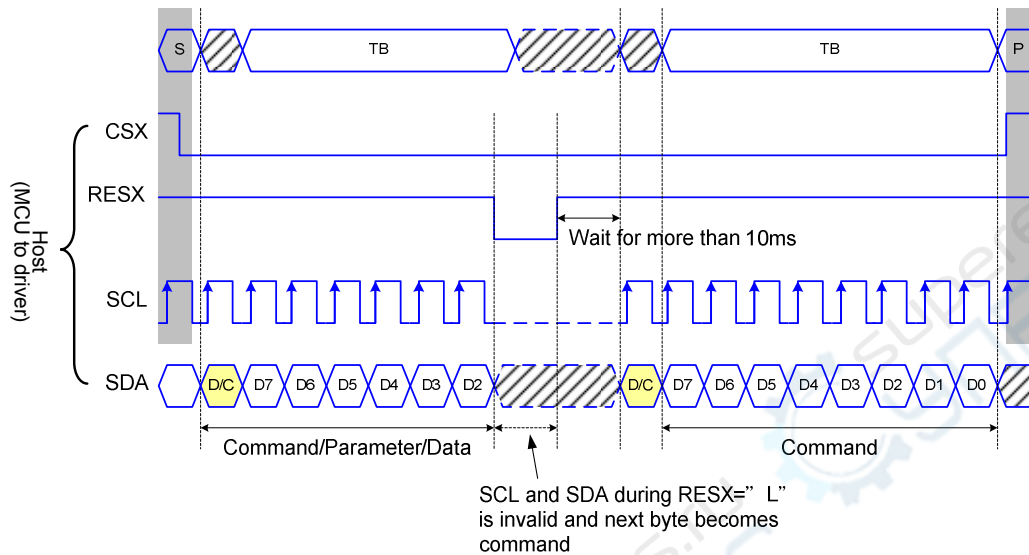 S
TB
TB
P
CSX
RESX
Wait for more than 10ms
Host
(MCU to driver)
SCL
SDA
D/C D7 D6 D5 D4 D3 D2
D/C D7 D6 D5 D4 D3 D2 D1 D0
Command/Parameter/Data
Command
SCL and SDA during RESX=” L”
is invalid and next byte becomes
command